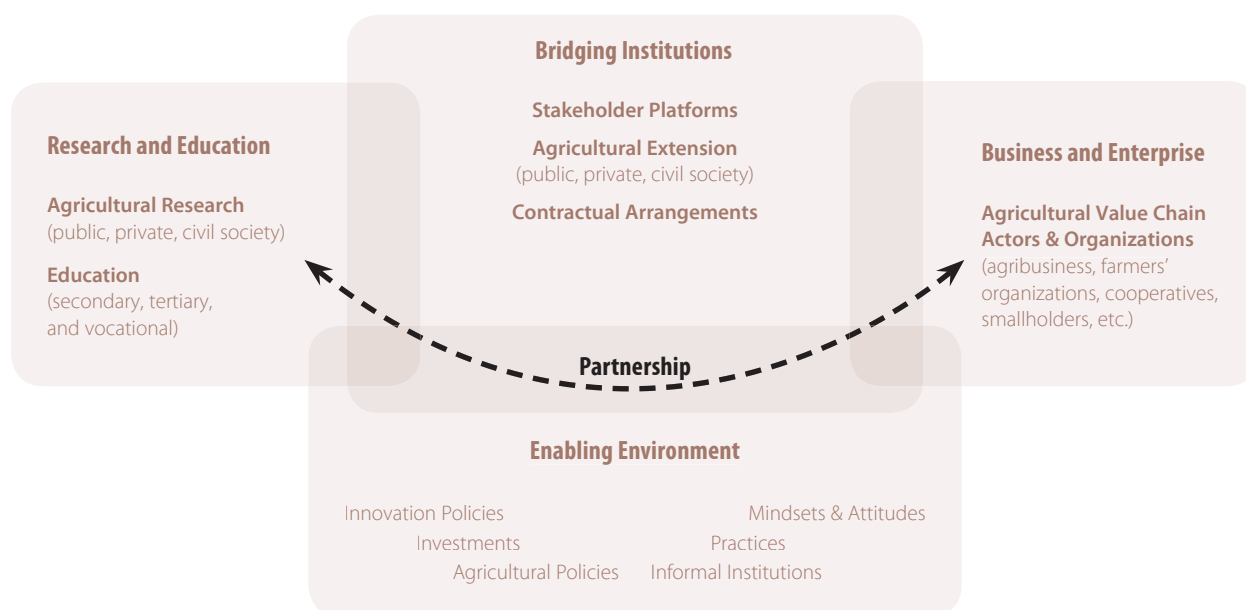 Bridging Institutions
Stakeholder Platforms
Agricultural Extension
(public, private, civil society)
Contractual Arrangements
Research and Education
Agricultural Research
(public, private, civil society)
Education
(secondary, tertiary,
and vocational)
Business and Enterprise
Agricultural Value Chain
Actors & Organizations
(agribusiness, farmers’
organizations, cooperatives,
smallholders, etc.)
Partnership
Enabling Environment
Innovation Policies
Investments
Agricultural Policies
Mindsets & Attitudes
Practices
Informal Institutions